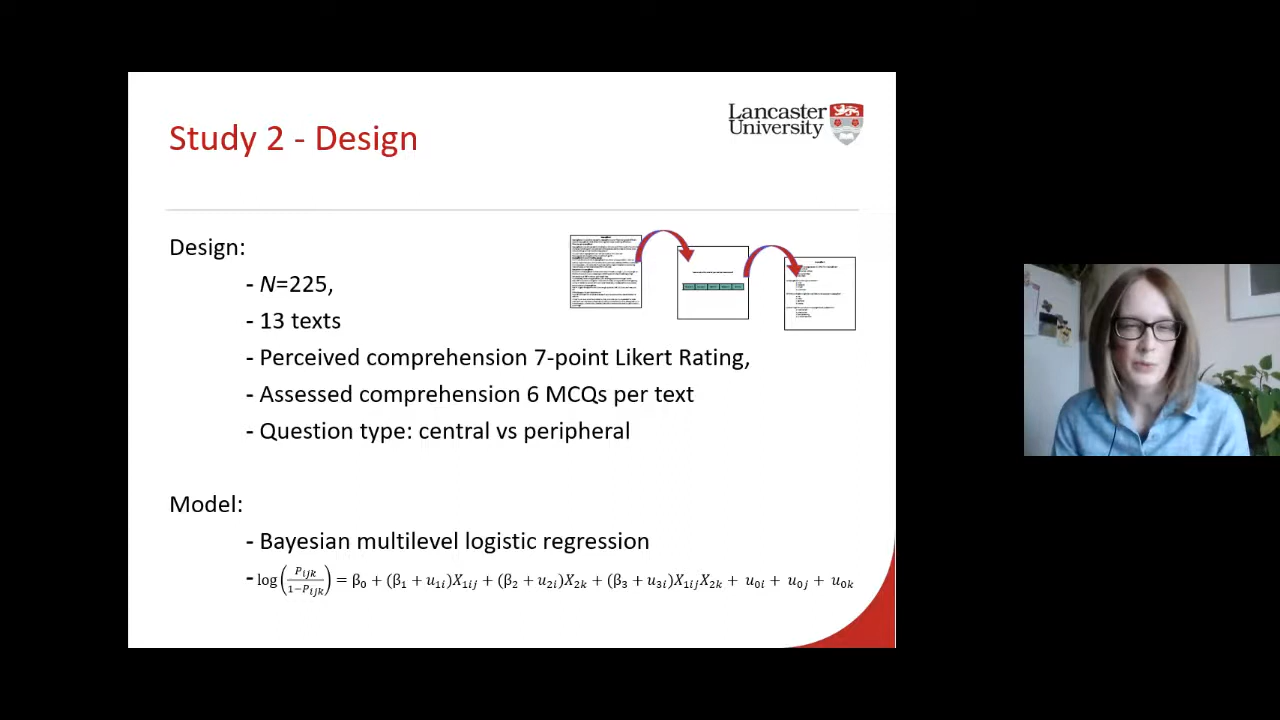 Study 2 - Design
Lancaster
University
Design:
- N=225,
- 13 texts
- Perceived comprehension 7-point Likert Rating,
- Assessed comprehension 6 MCQs per text
- Question type: central vs peripheral
Model:
- Bayesian multilevel logistic regression
- log(P_ijk / 1−P_ijk) = β₀ + (β₁ + u₁ᵢ)X₁ᵢⱼ + (β₂ + u₂ᵢ)X₂ₖ + (β₃ + u₃ᵢ)X₁ᵢⱼX₂ₖ + u₀ᵢ + u₀ⱼ + u₀ₖ